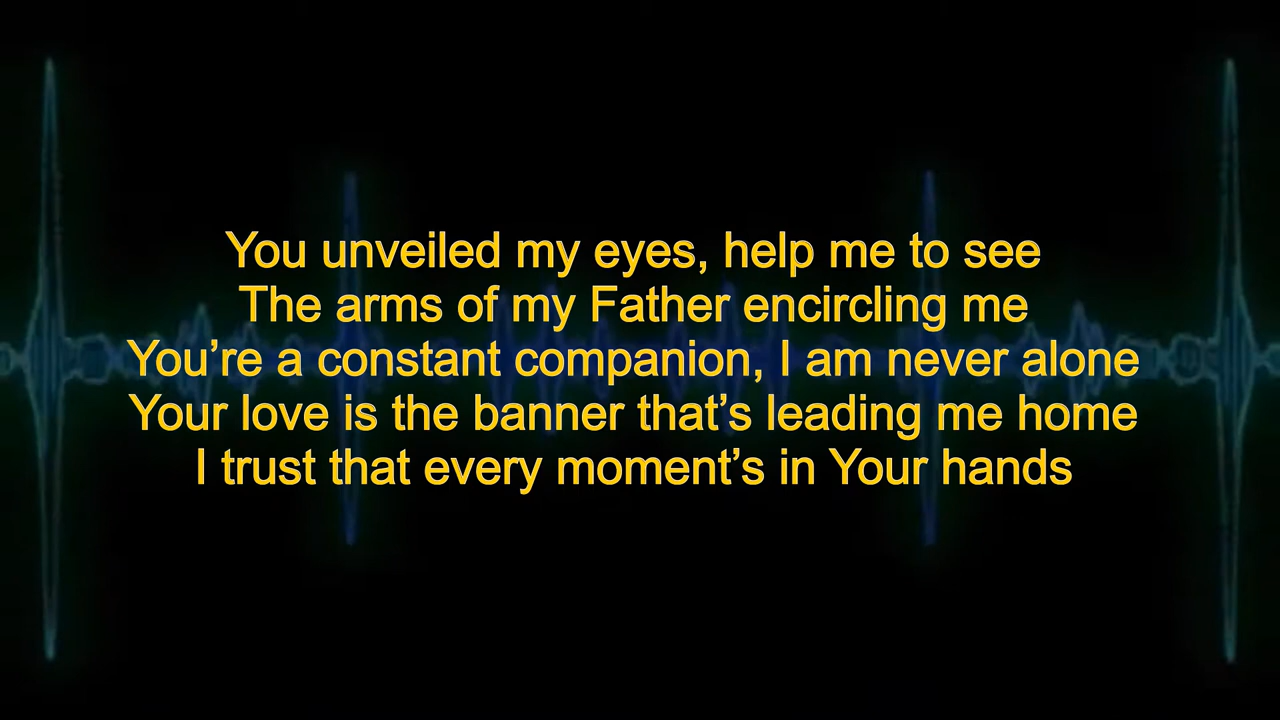 You unveiled my eyes, help me to see
The arms of my Father encircling me
You’re a constant companion, I am never alone
Your love is the banner that’s leading me home
I trust that every moment’s in Your hands